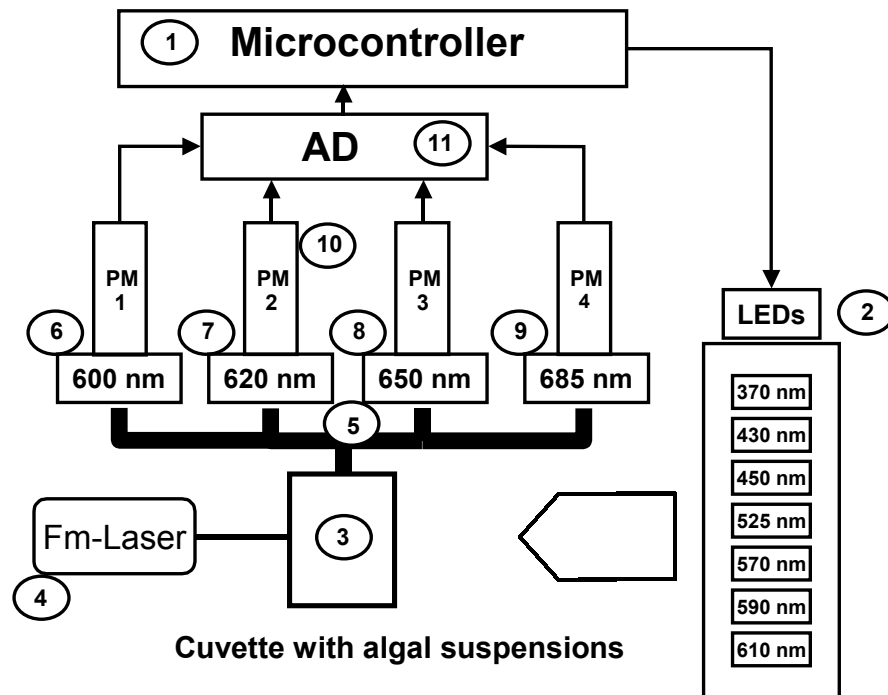 1 Microcontroller
AD 11
10
PM 1
PM 2
PM 3
PM 4
6
7
8
9
2
LEDs
600 nm
620 nm
650 nm
685 nm
370 nm
430 nm
450 nm
525 nm
570 nm
590 nm
610 nm
5
Fm-Laser
3
4
Cuvette with algal suspensions